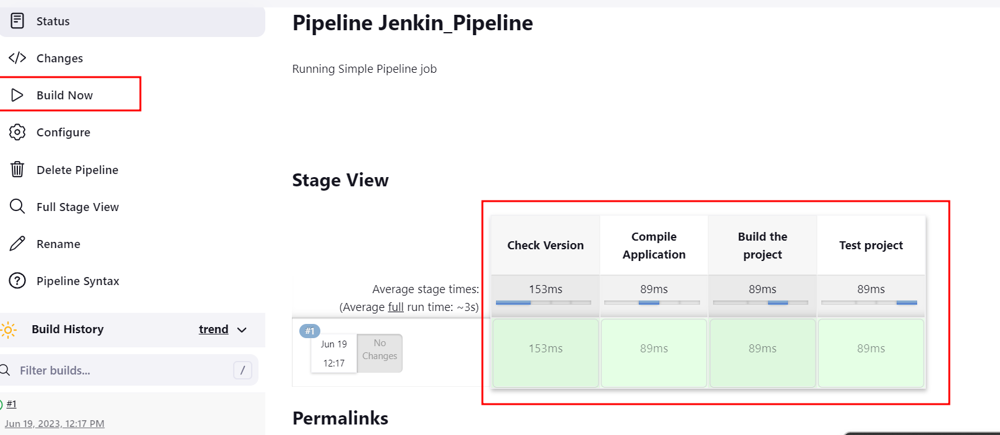 Status
Changes
Build Now
Configure
Delete Pipeline
Full Stage View
Rename
Pipeline Syntax
Build History
trend
Filter builds...
/
#1
Jun 19, 2023, 12:17 PM
Pipeline Jenkin_Pipeline
Running Simple Pipeline job
Stage View
Check Version
Compile
Application
Build the
project
Test project
Average stage times:
(Average full run time: ~3s)
153ms
89ms
89ms
89ms
#1
Jun 19
12:17
No
Changes
153ms
89ms
89ms
89ms
Permalinks